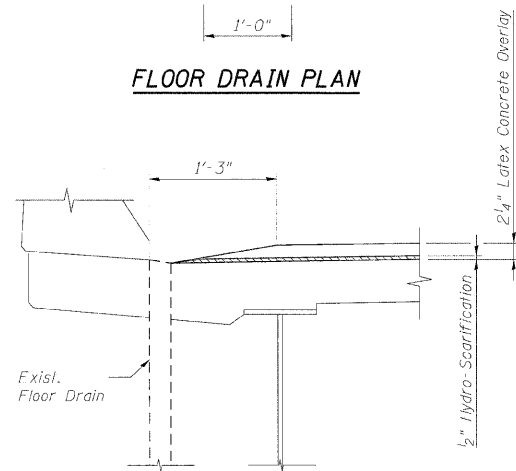 1'-0"
FLOOR DRAIN PLAN
1'-3"
2¼" Latex Concrete Overlay
½" Hydro-Scarification
Exist.
Floor Drain